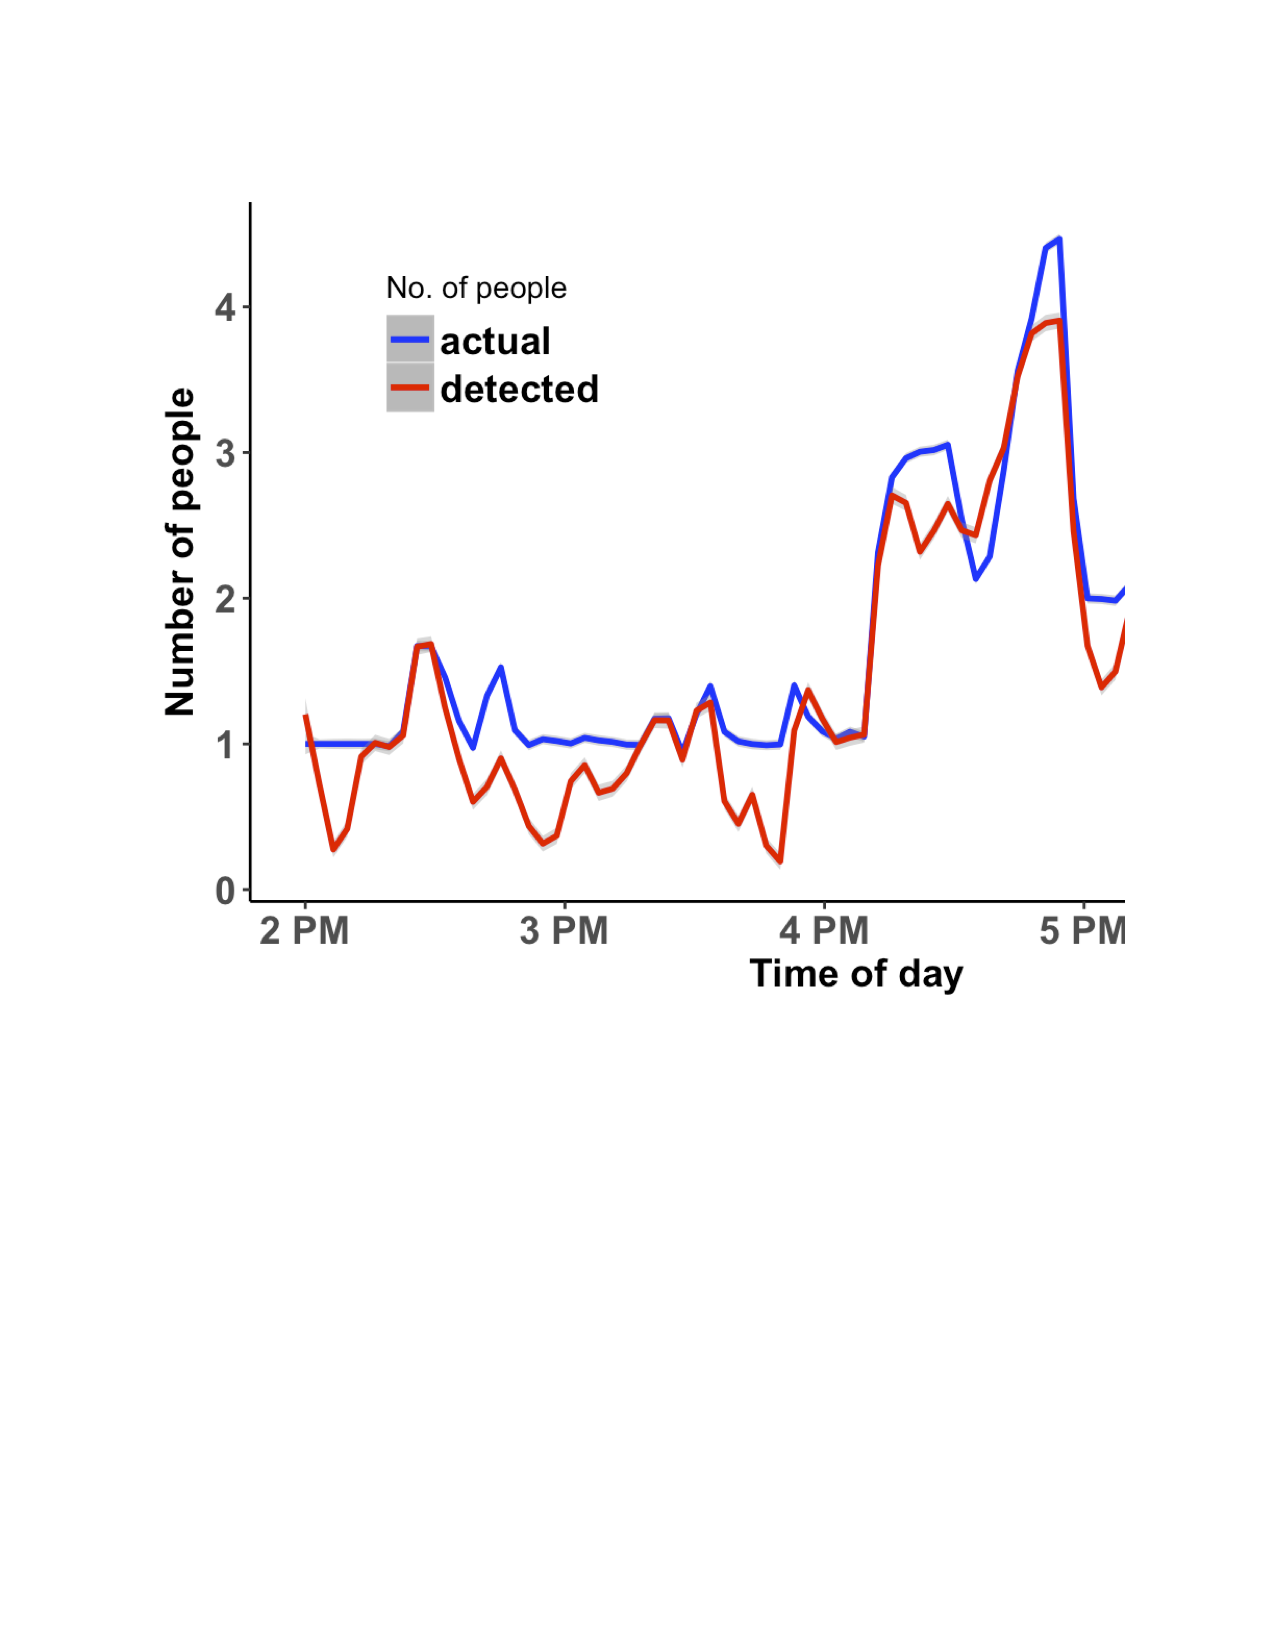 No. of people
actual
detected
Number of people
4
3
2
1
0
2 PM
3 PM
4 PM
5 PM
Time of day